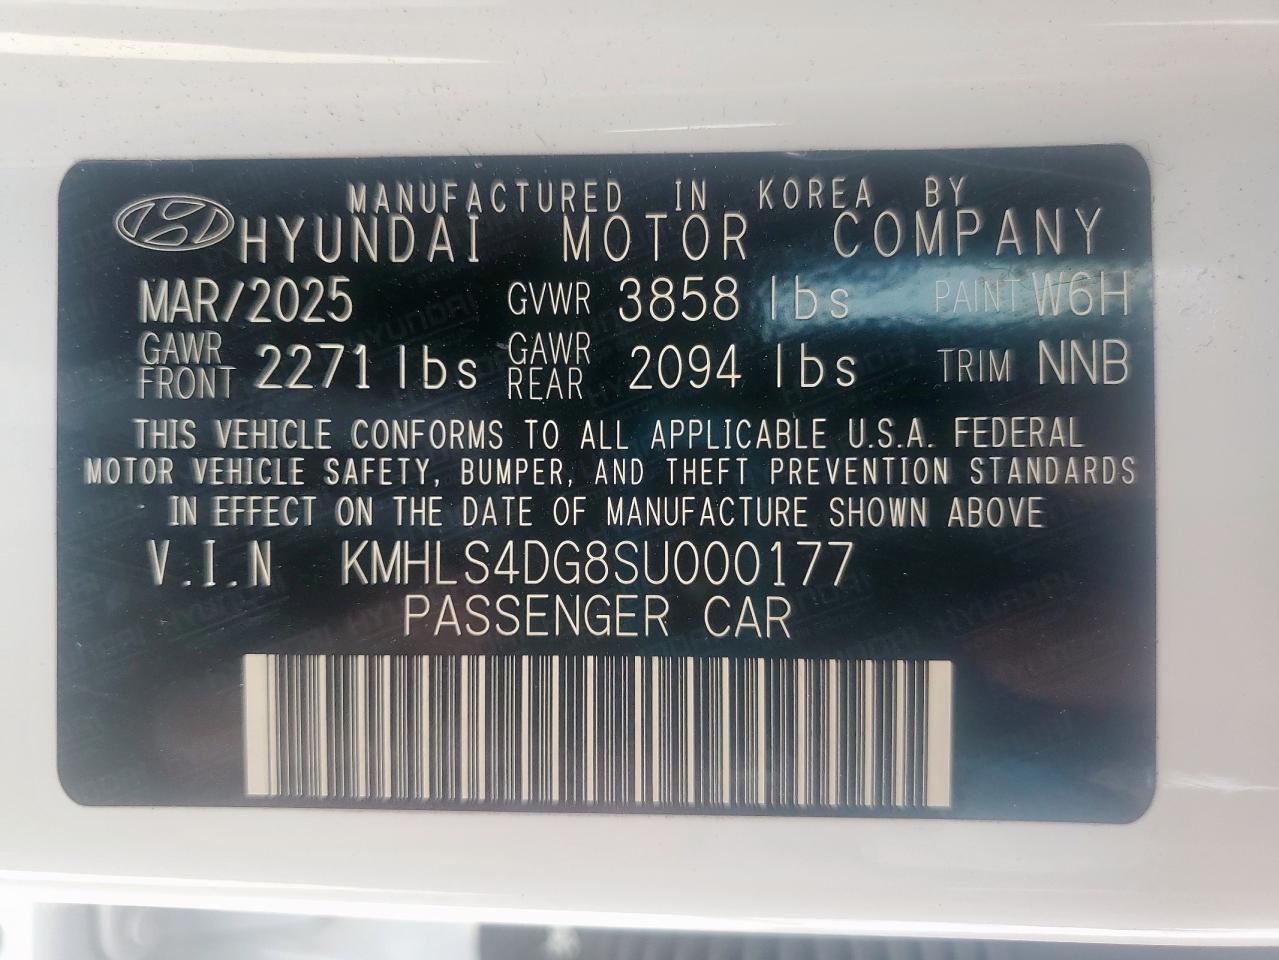 MANUFACTURED IN KOREA BY
HYUNDAI MOTOR COMPANY
MAR/2025 GVWR 3858 lbs PAINT W6H
GAWR FRONT 2271 lbs GAWR REAR 2094 lbs TRIM NNB
THIS VEHICLE CONFORMS TO ALL APPLICABLE U.S.A. FEDERAL
MOTOR VEHICLE SAFETY, BUMPER, AND THEFT PREVENTION STANDARDS
IN EFFECT ON THE DATE OF MANUFACTURE SHOWN ABOVE
V.I.N KMHLS4DG8SU000177
PASSENGER CAR